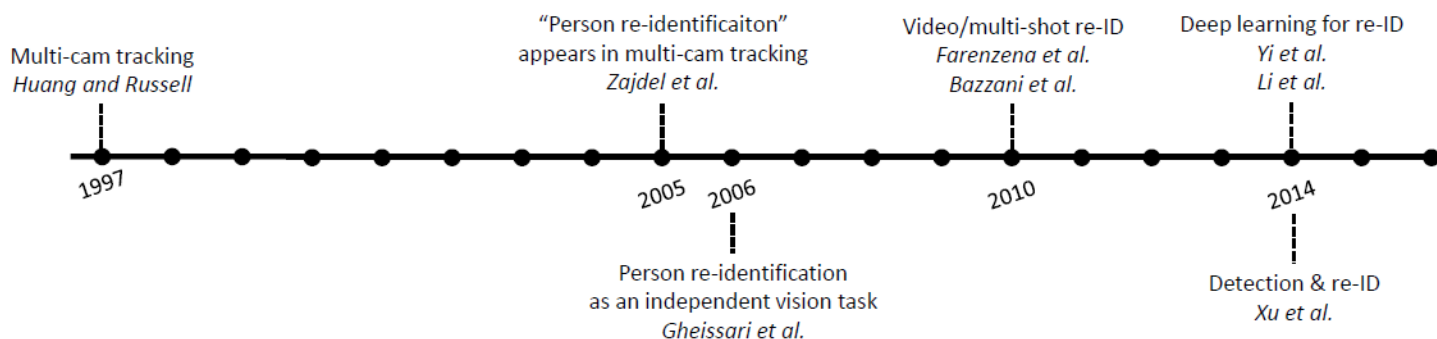 Multi-cam tracking
Huang and Russell
“Person re-identificaiton”
appears in multi-cam tracking
Zajdel et al.
Video/multi-shot re-ID
Farenzena et al.
Bazzani et al.
Deep learning for re-ID
Yi et al.
Li et al.
1997
2005
2006
2010
2014
Person re-identification
as an independent vision task
Gheissari et al.
Detection & re-ID
Xu et al.